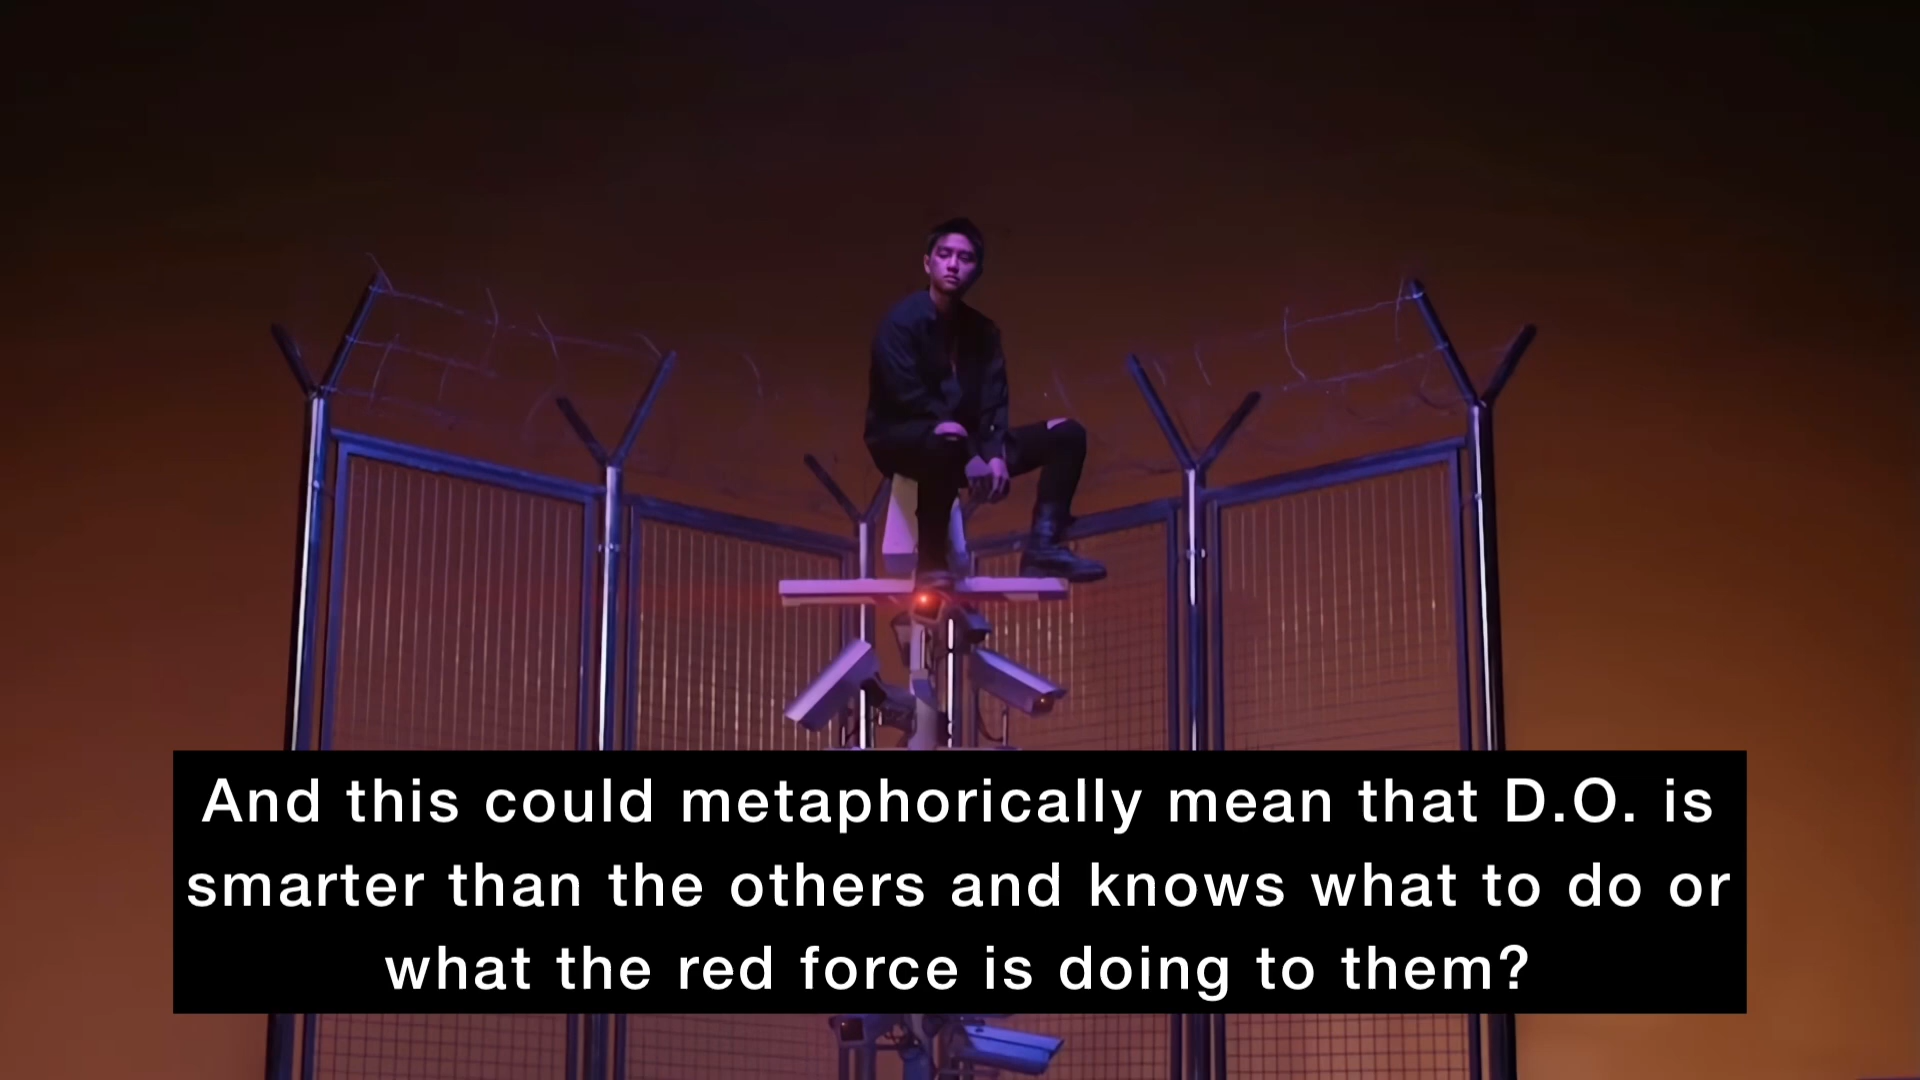 And this could metaphorically mean that D.O. is
smarter than the others and knows what to do or
what the red force is doing to them?